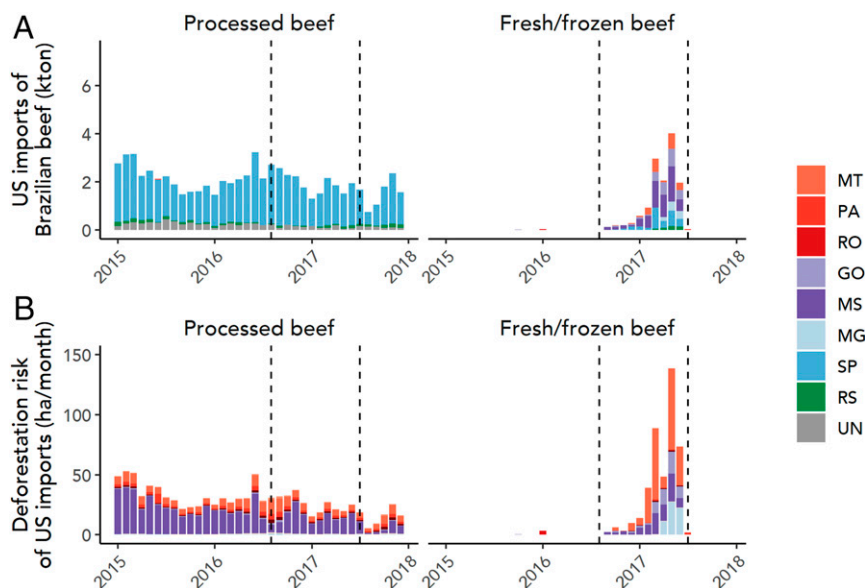 A
Processed beef
Fresh/frozen beef
US imports of
Brazilian beef (kton)
6
4
2
0
2015
2016
2017
2018
2015
2016
2017
2018
B
Processed beef
Fresh/frozen beef
Deforestation risk
of US imports (ha/month)
150
100
50
0
2015
2016
2017
2018
2015
2016
2017
2018
MT
PA
RO
GO
MS
MG
SP
RS
UN